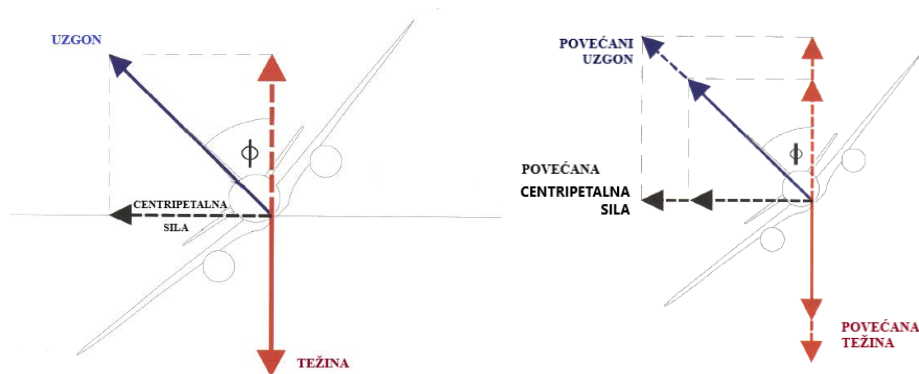 UZGON
Φ
CENTRIPETALNA
SILA
TEŽINA
POVEĆANI
UZGON
Φ
POVEĆANA
CENTRIPETALNA
SILA
POVEĆANA
TEŽINA